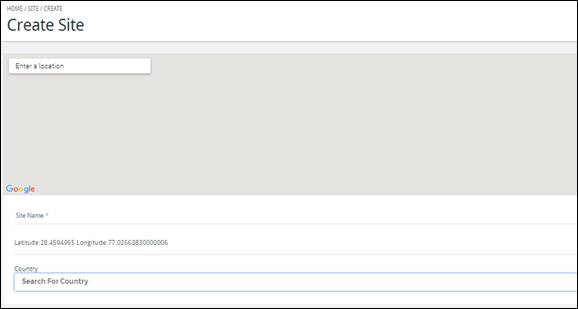 HOME / SITE / CREATE
Create Site
Enter a location
Google
Site Name *
Latitude:28.4594965 Longitude:77.02663830000006
Country
Search For Country